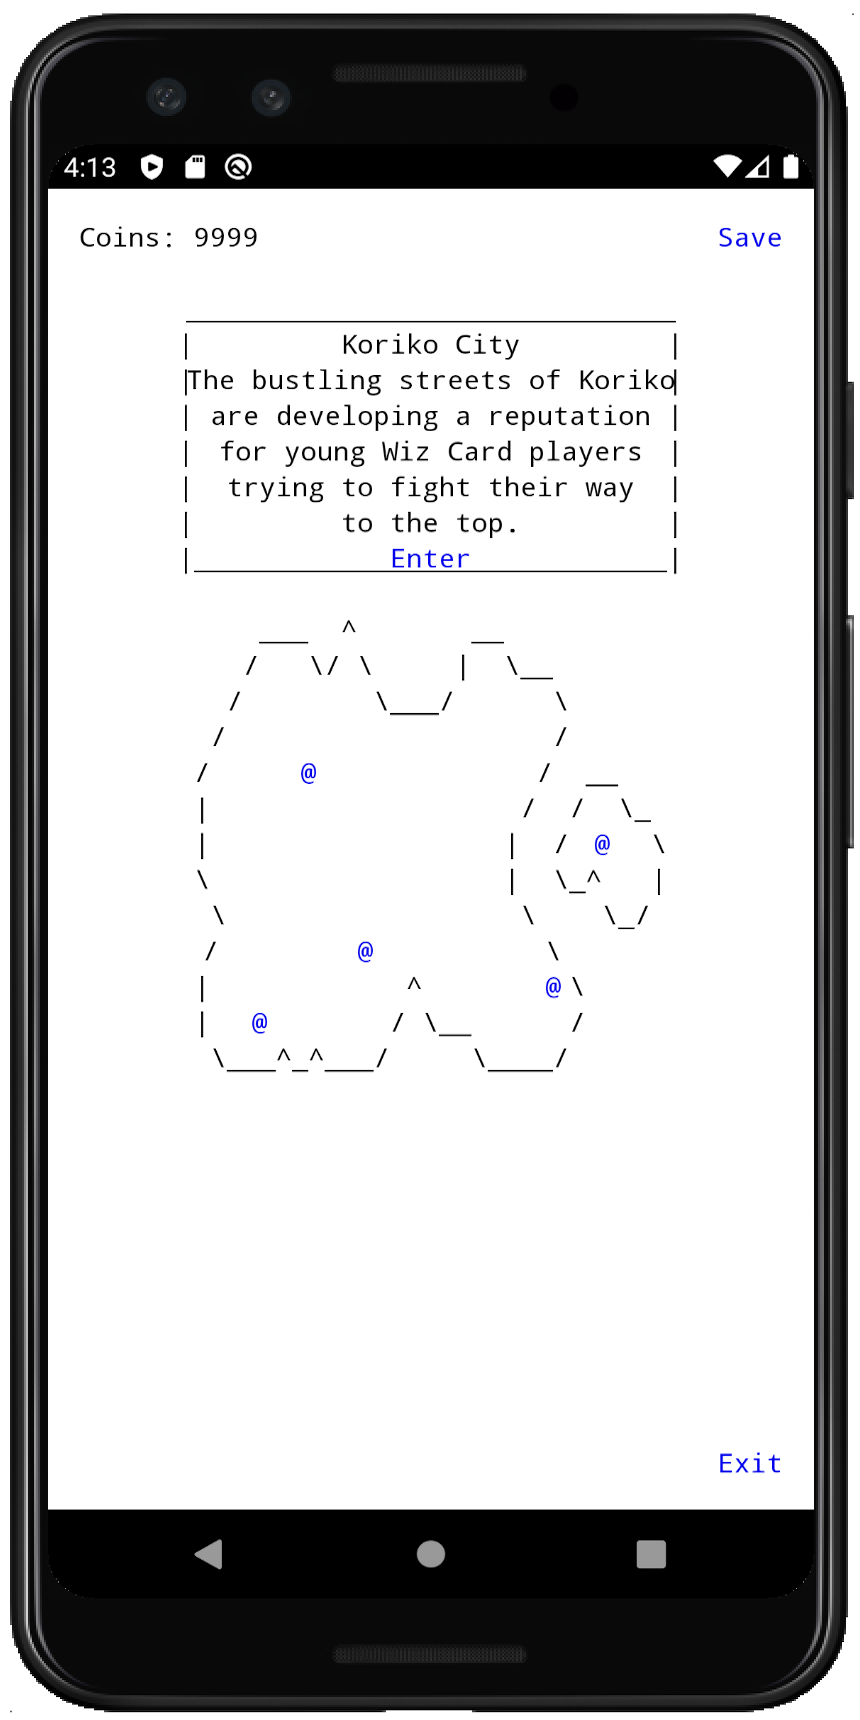 4:13
Coins: 9999 Save
Koriko City
The bustling streets of Koriko
are developing a reputation
for young Wiz Card players
trying to fight their way
to the top.
Enter
@
@
@
@
@
Exit